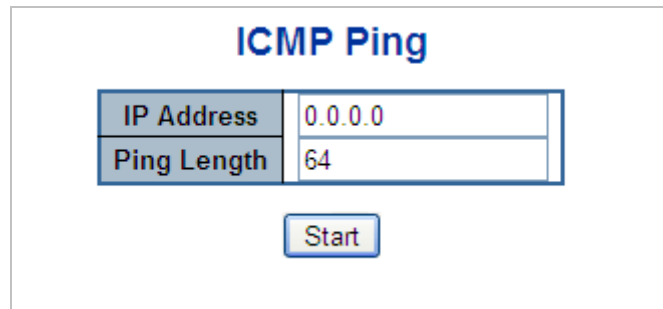 ICMP Ping
IP Address 0.0.0.0
Ping Length 64
Start